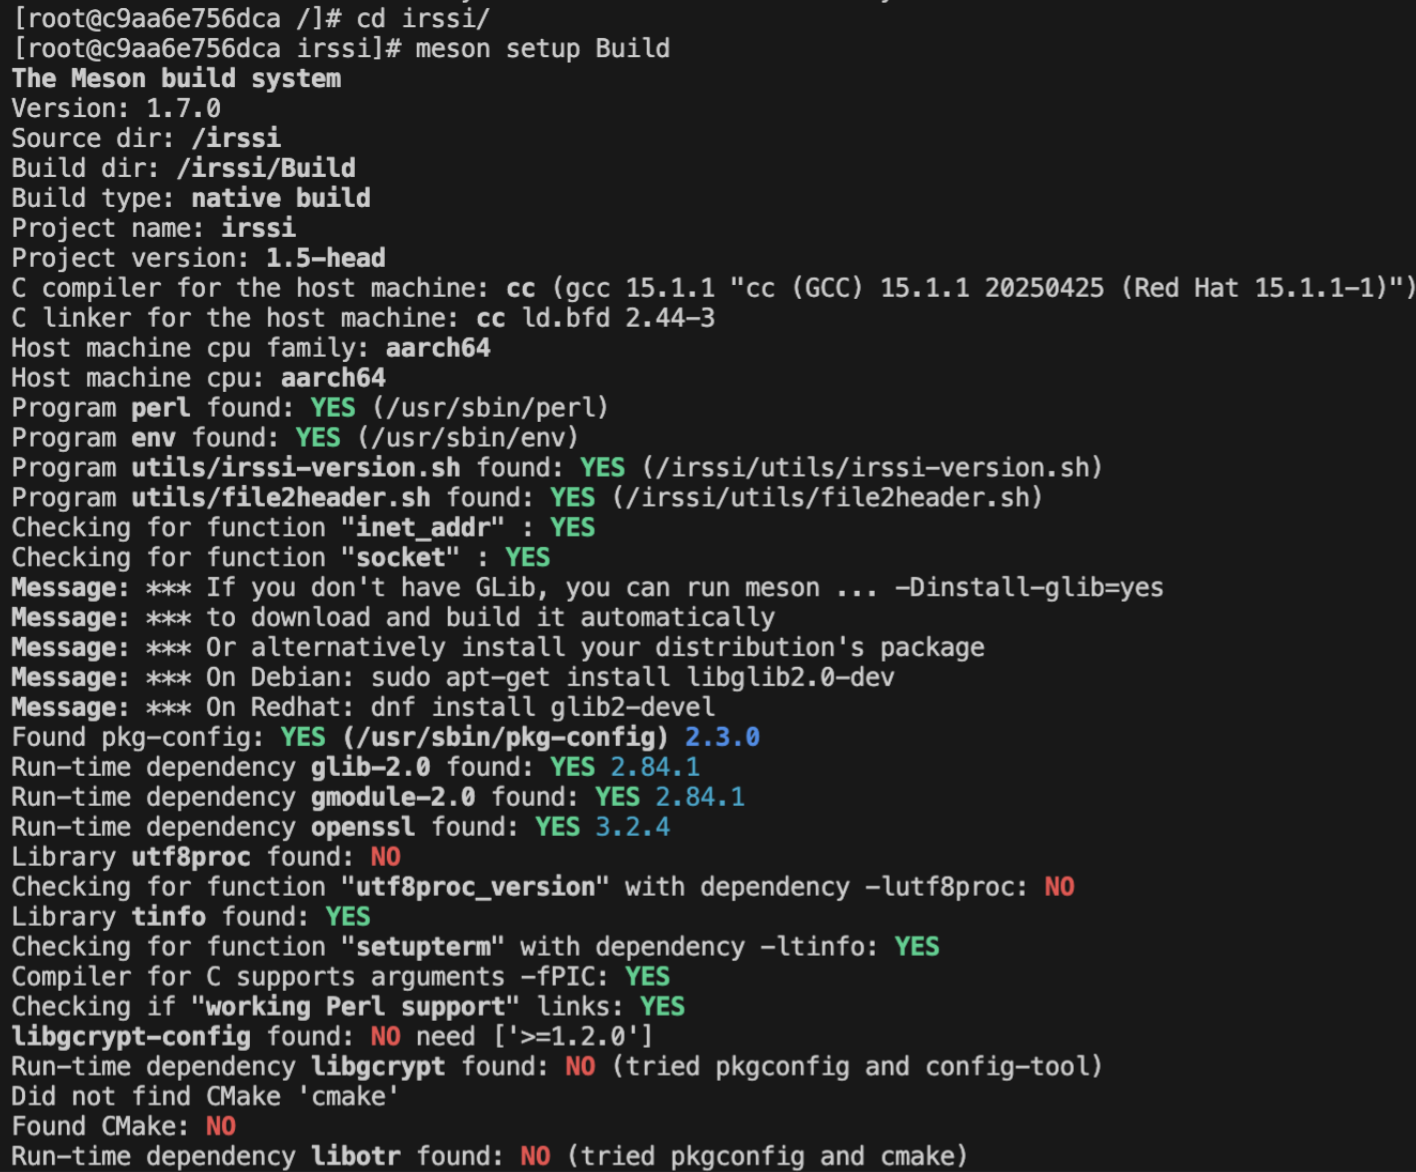 [root@c9aa6e756dca /]# cd irssi/
[root@c9aa6e756dca irssi]# meson setup Build
The Meson build system
Version: 1.7.0
Source dir: /irssi
Build dir: /irssi/Build
Build type: native build
Project name: irssi
Project version: 1.5-head
C compiler for the host machine: cc (gcc 15.1.1 "cc (GCC) 15.1.1 20250425 (Red Hat 15.1.1-1)")
C linker for the host machine: cc ld.bfd 2.44-3
Host machine cpu family: aarch64
Host machine cpu: aarch64
Program perl found: YES (/usr/sbin/perl)
Program env found: YES (/usr/sbin/env)
Program utils/irssi-version.sh found: YES (/irssi/utils/irssi-version.sh)
Program utils/file2header.sh found: YES (/irssi/utils/file2header.sh)
Checking for function "inet_addr" : YES
Checking for function "socket" : YES
Message: *** If you don't have GLib, you can run meson ... -Dinstall-glib=yes
Message: *** to download and build it automatically
Message: *** Or alternatively install your distribution's package
Message: *** On Debian: sudo apt-get install libglib2.0-dev
Message: *** On Redhat: dnf install glib2-devel
Found pkg-config: YES (/usr/sbin/pkg-config) 2.3.0
Run-time dependency glib-2.0 found: YES 2.84.1
Run-time dependency gmodule-2.0 found: YES 2.84.1
Run-time dependency openssl found: YES 3.2.4
Library utf8proc found: NO
Checking for function "utf8proc_version" with dependency -lutf8proc: NO
Library tinfo found: YES
Checking for function "setupterm" with dependency -ltinfo: YES
Compiler for C supports arguments -fPIC: YES
Checking if "working Perl support" links: YES
libgcrypt-config found: NO need ['>=1.2.0']
Run-time dependency libgcrypt found: NO (tried pkgconfig and config-tool)
Did not find CMake 'cmake'
Found CMake: NO
Run-time dependency libotr found: NO (tried pkgconfig and cmake)